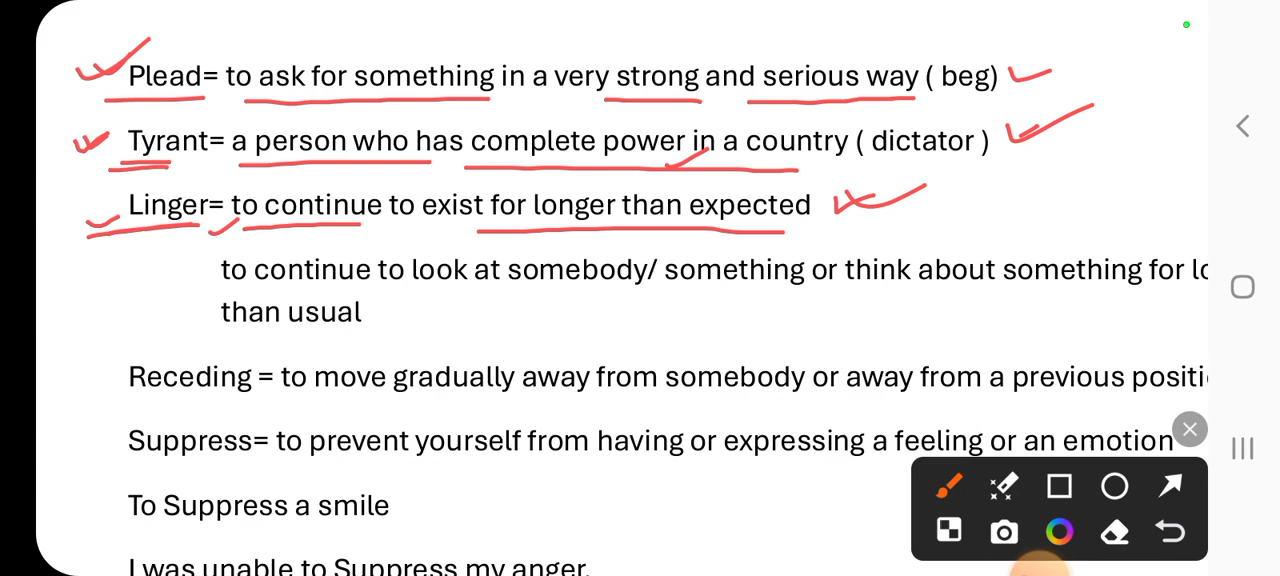 Plead= to ask for something in a very strong and serious way ( beg)
Tyrant= a person who has complete power in a country ( dictator )
Linger= to continue to exist for longer than expected
to continue to look at somebody/ something or think about something for
than usual
Receding = to move gradually away from somebody or away from a previous
Suppress= to prevent yourself from having or expressing a feeling or an emotion
To Suppress a smile
I was unable to Suppress my anger.